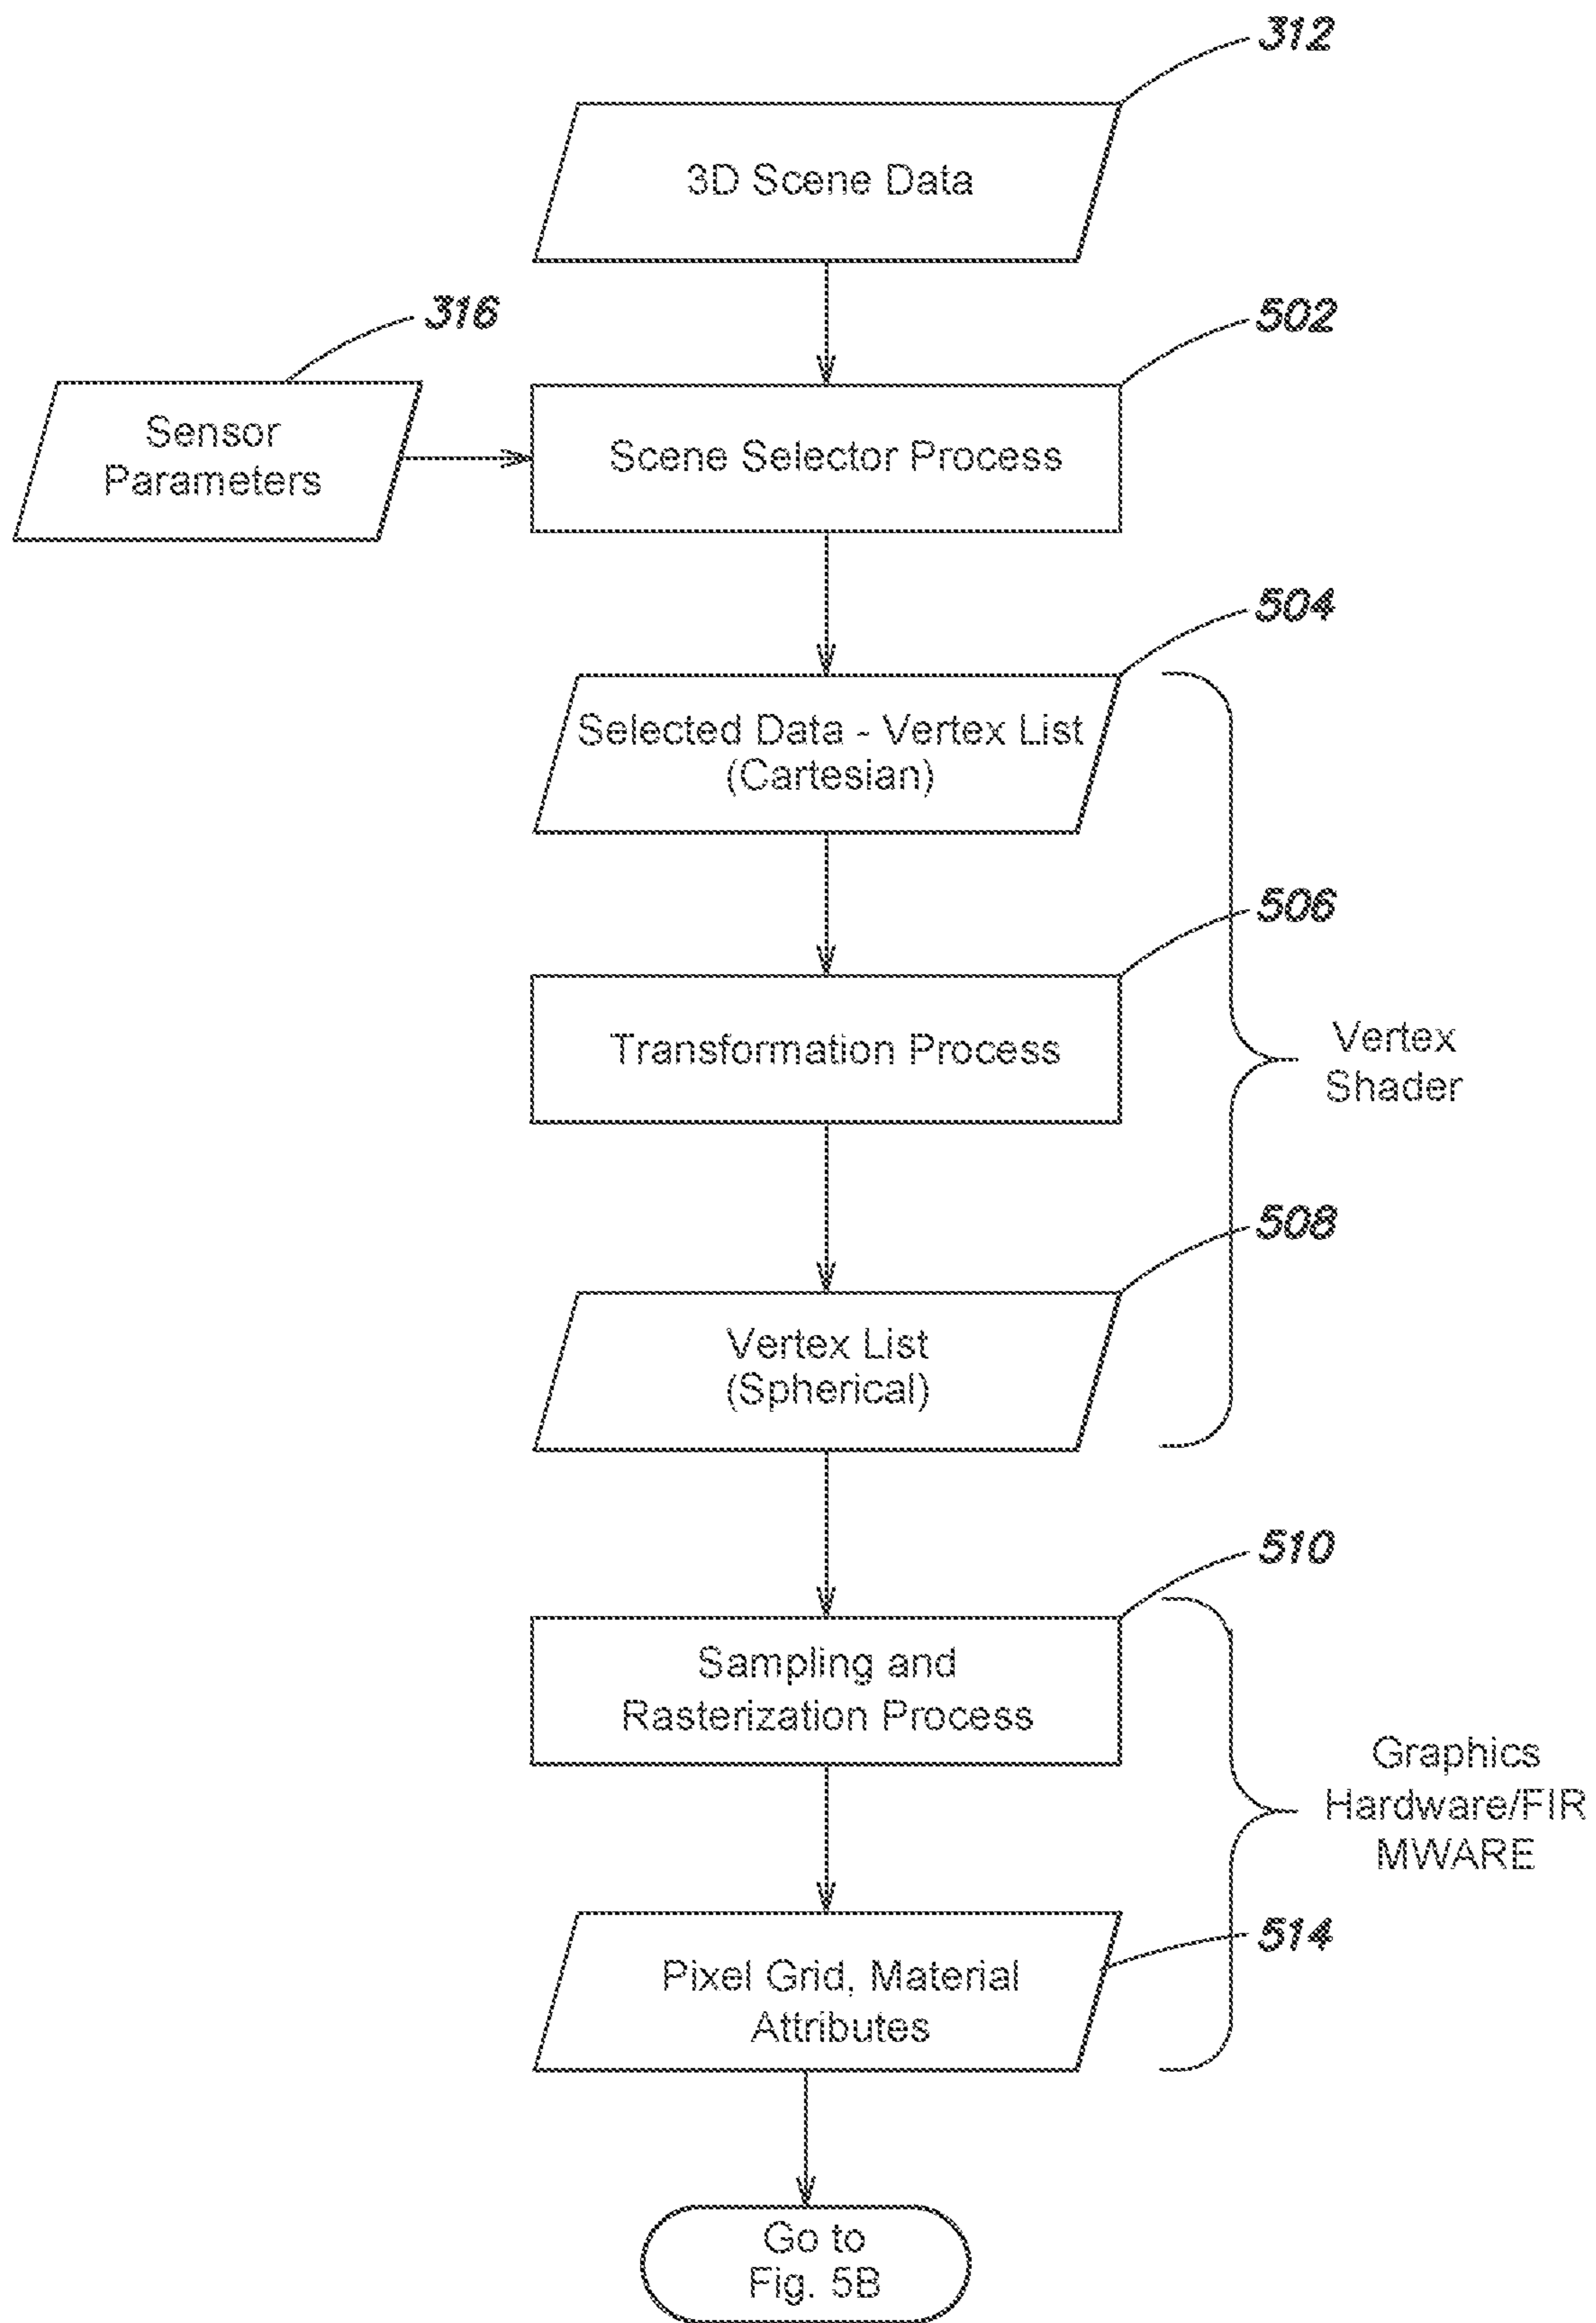 312
3D Scene Data
316
502
Sensor
Parameters
Scene Selector Process
504
Selected Data - Vertex List
(Cartesian)
506
Transformation Process
Vertex
Shader
508
Vertex List
(Spherical)
510
Sampling and
Rasterization Process
Graphics
Hardware/FIR
MWARE
514
Pixel Grid, Material
Attributes
Go to
Fig. 5B